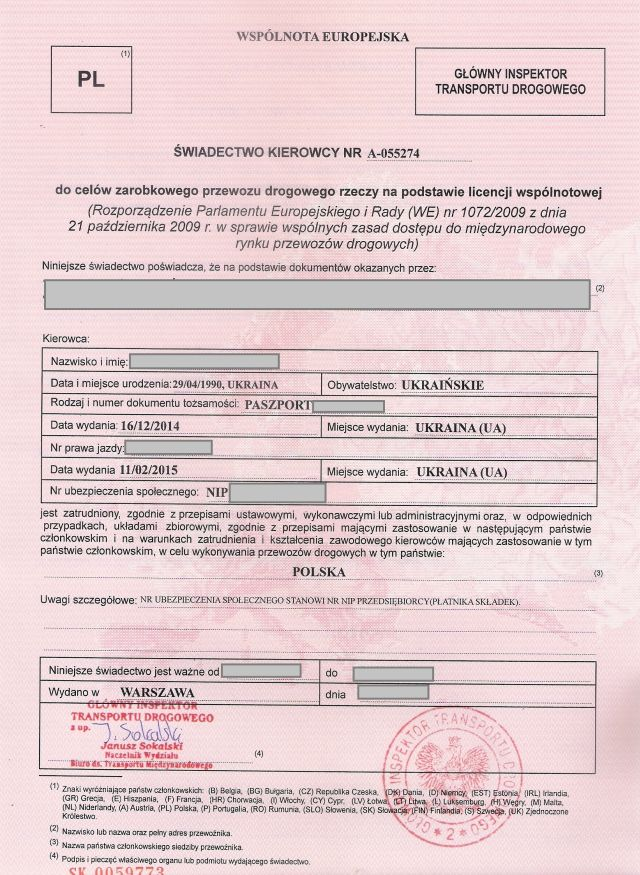 WSPÓLNOTA EUROPEJSKA
(1)
PL
GŁÓWNY INSPEKTOR
TRANSPORTU DROGOWEGO
ŚWIADECTWO KIEROWCY NR A-055274
do celów zarobkowego przewozu drogowego rzeczy na podstawie licencji wspólnotowej
(Rozporządzenie Parlamentu Europejskiego i Rady (WE) nr 1072/2009 z dnia
21 października 2009 r. w sprawie wspólnych zasad dostępu do międzynarodowego
rynku przewozów drogowych)
Niniejsze świadectwo poświadcza, że na podstawie dokumentów okazanych przez:
(2)
Kierowca:
Nazwisko i imię:
Data i miejsce urodzenia: 29/04/1990, UKRAINA Obywatelstwo: UKRAIŃSKIE
Rodzaj i numer dokumentu tożsamości: PASZPORT
Data wydania: 16/12/2014 Miejsce wydania: UKRAINA (UA)
Nr prawa jazdy:
Data wydania 11/02/2015 Miejsce wydania: UKRAINA (UA)
Nr ubezpieczenia społecznego: NIP
jest zatrudniony, zgodnie z przepisami ustawowymi, wykonawczymi lub administracyjnymi oraz, w odpowiednich
przypadkach, układami zbiorowymi, zgodnie z przepisami mającymi zastosowanie w następującym państwie
członkowskim i na warunkach zatrudnienia i kształcenia zawodowego kierowców mających zastosowanie w tym
państwie członkowskim, w celu wykonywania przewozów drogowych w tym państwie:
POLSKA (3)
Uwagi szczegółowe: NR UBEZPIECZENIA SPOŁECZNEGO STANOWI NR NIP PRZEDSIĘBIORCY(PŁATNIKA SKŁADEK).
Niniejsze świadectwo jest ważne od do
Wydano w WARSZAWA dnia
GŁÓWNY INSPEKTOR
TRANSPORTU DROGOWEGO
z up. J. Sokalski
Janusz Sokalski
Naczelnik Wydziału
Biuro ds. Transportu Międzynarodowego
(4)
GŁÓWNY INSPEKTOR TRANSPORTU DROGOWEGO * 2 *
(1) Znaki wyróżniające państw członkowskich: (B) Belgia, (BG) Bułgaria, (CZ) Republika Czeska, (DK) Dania, (D) Niemcy, (EST) Estonia, (IRL) Irlandia,
(GR) Grecja, (E) Hiszpania, (F) Francja, (HR) Chorwacja, (I) Włochy, (CY) Cypr, (LV) Łotwa, (LT) Litwa, (L) Luksemburg, (H) Węgry, (M) Malta,
(NL) Niderlandy, (A) Austria, (PL) Polska, (P) Portugalia, (RO) Rumunia, (SLO) Słowenia, (SK) Słowacja, (FIN) Finlandia, (S) Szwecja, (UK) Zjednoczone
Królestwo.
(2) Nazwisko lub nazwa oraz pełny adres przewoźnika.
(3) Nazwa państwa członkowskiego siedziby przewoźnika.
(4) Podpis i pieczęć właściwego organu lub podmiotu wydającego świadectwo.
SK 0059773